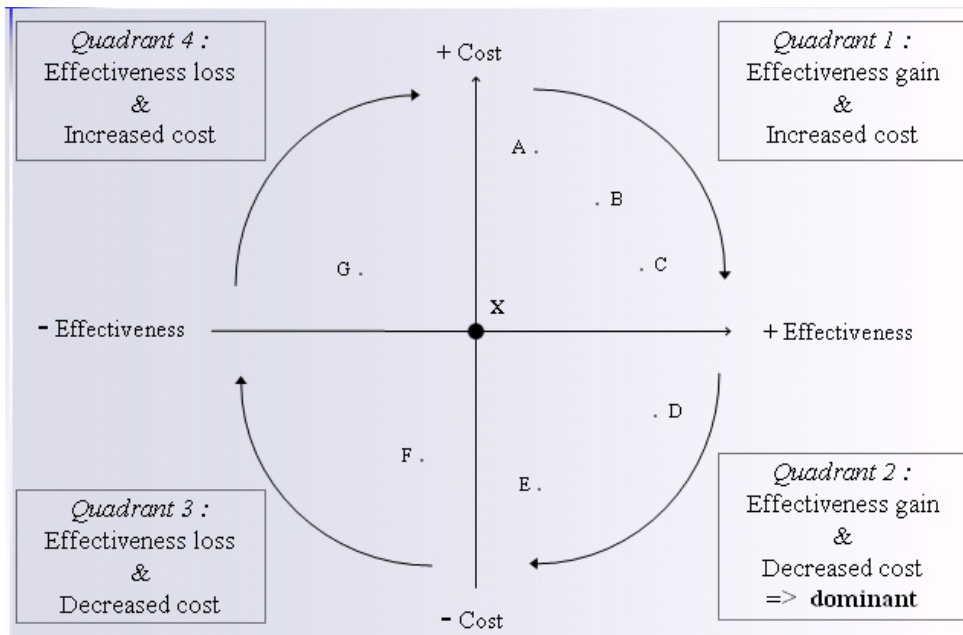 Quadrant 4 :
Effectiveness loss
&
Increased cost
+ Cost
Quadrant 1 :
Effectiveness gain
&
Increased cost
A
B
C
G
X
- Effectiveness
+ Effectiveness
D
F
E
Quadrant 3 :
Effectiveness loss
&
Decreased cost
Quadrant 2 :
Effectiveness gain
&
Decreased cost
=> dominant
- Cost